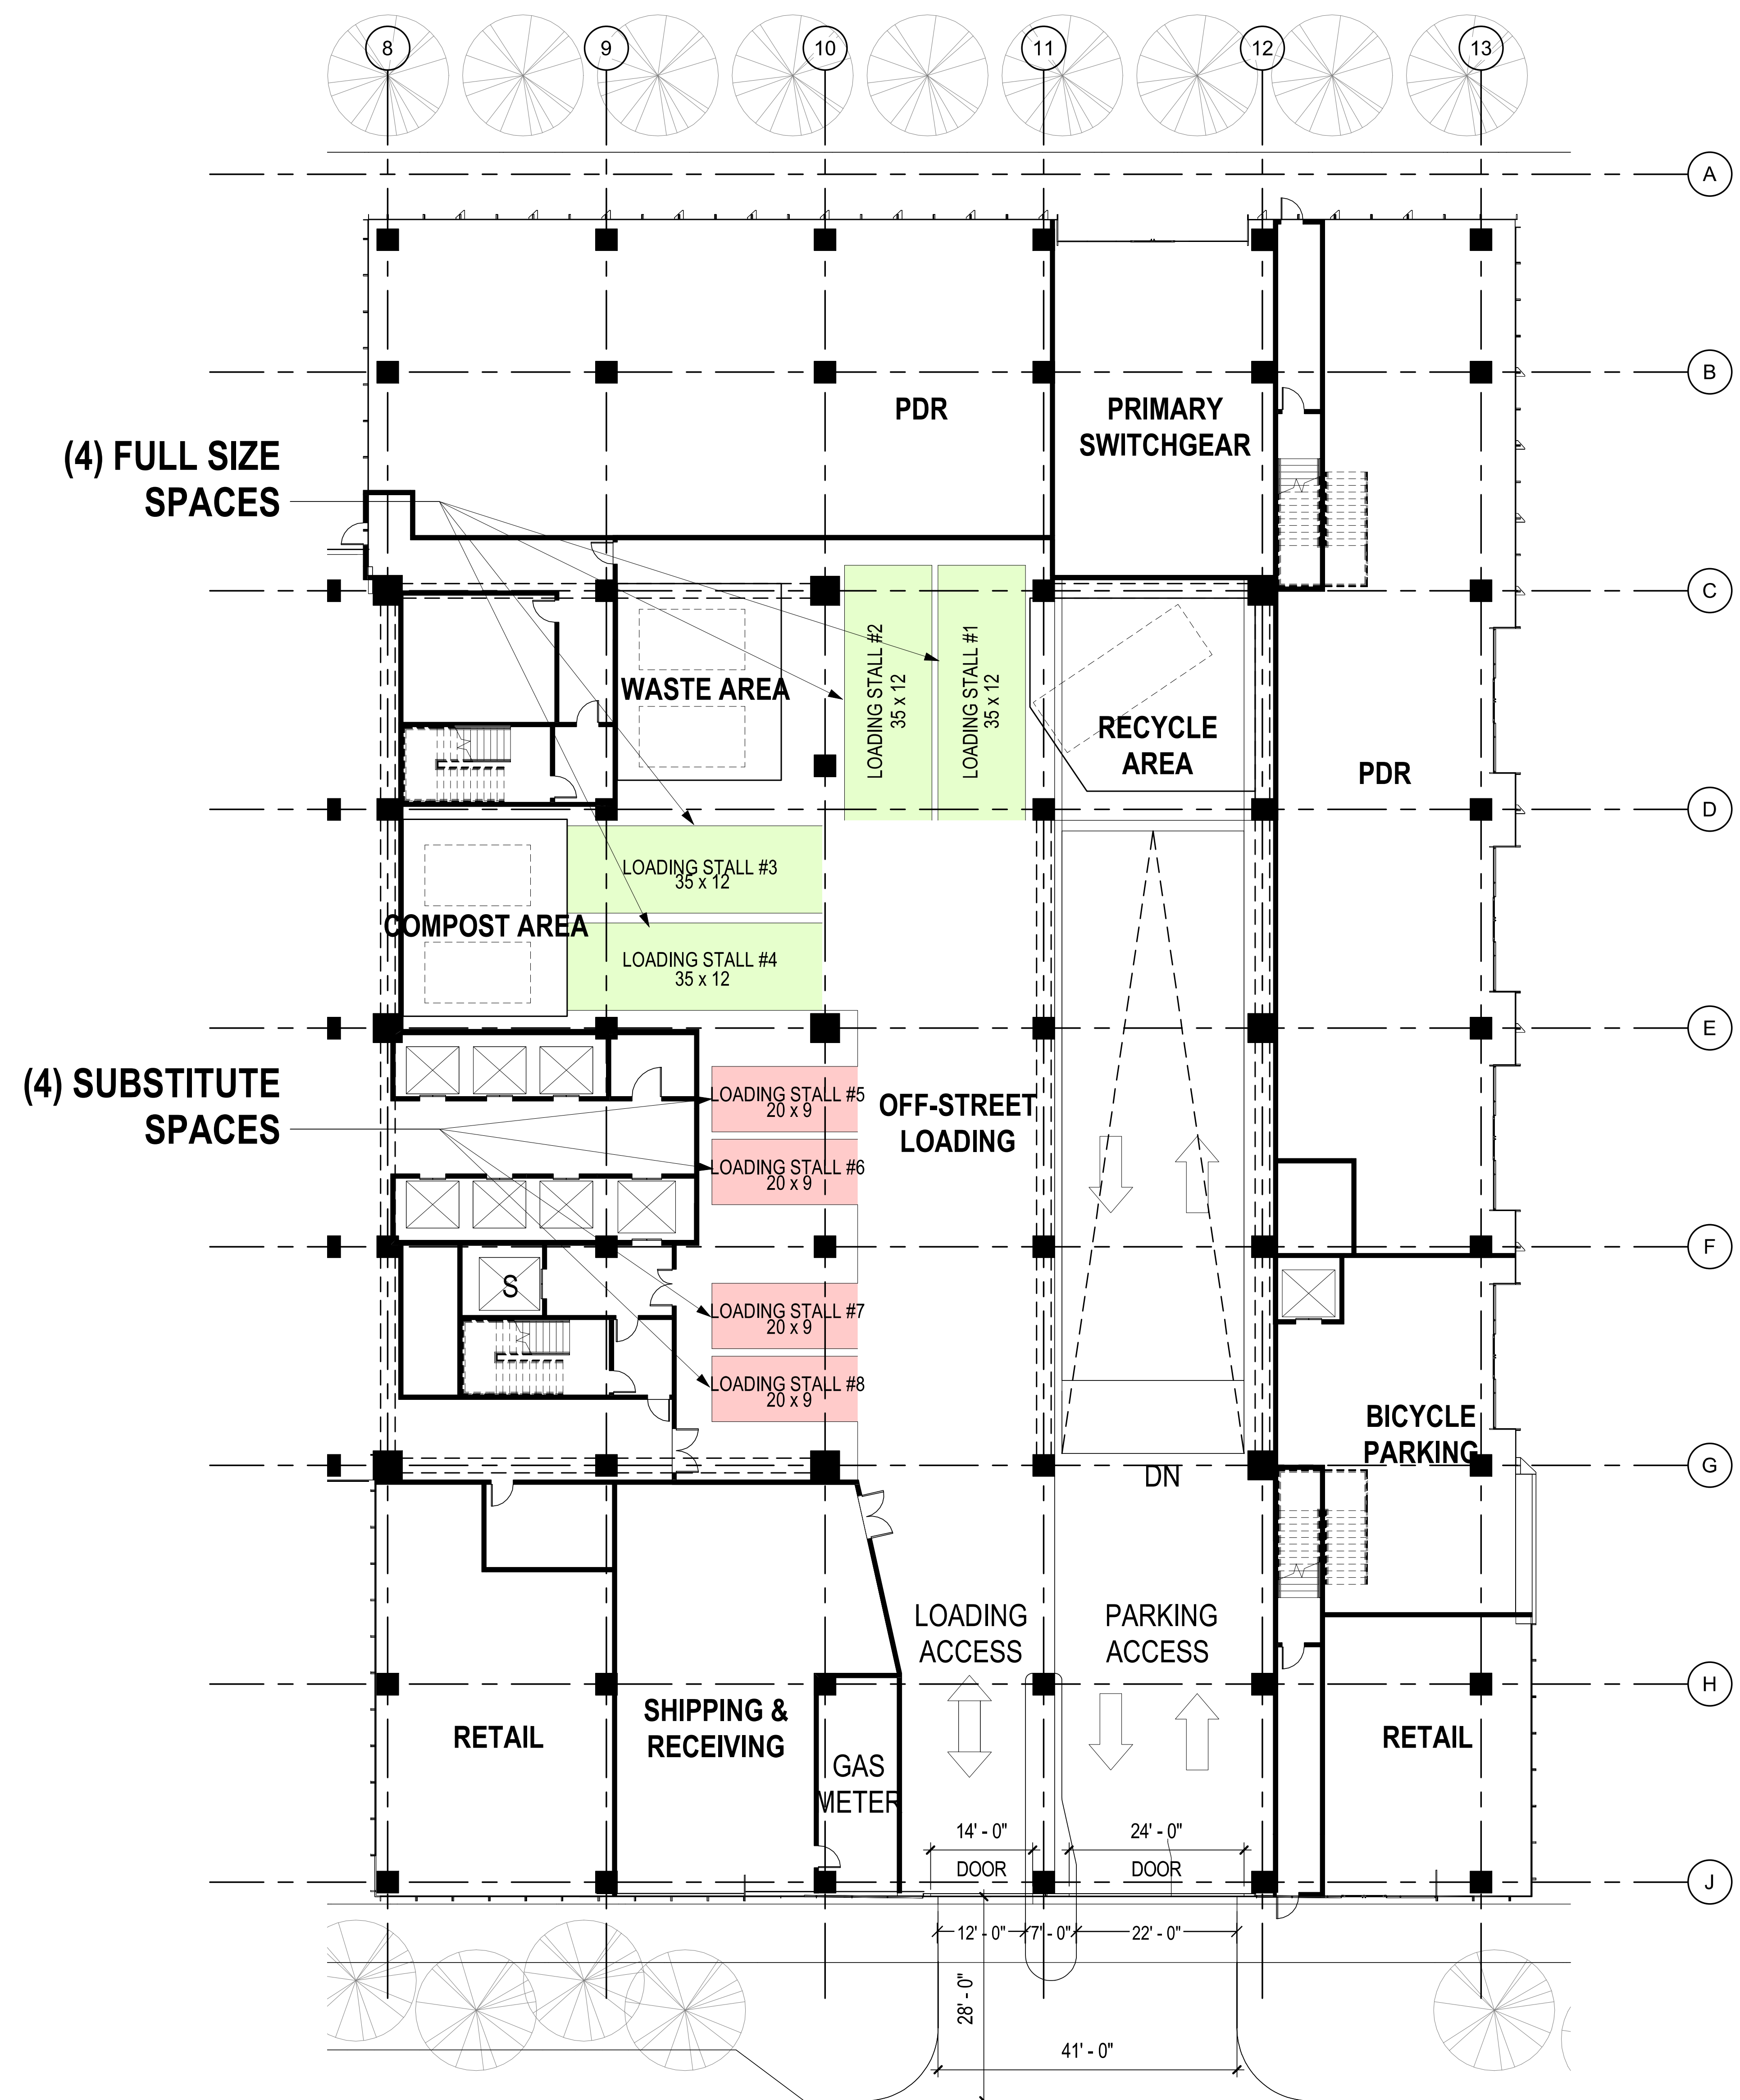 8
9
10
11
12
13
A
B
PDR
PRIMARY
SWITCHGEAR
(4) FULL SIZE
SPACES
C
LOADING STALL #2
35 x 12
LOADING STALL #1
35 x 12
WASTE AREA
RECYCLE
AREA
PDR
D
LOADING STALL #3
35 x 12
COMPOST AREA
LOADING STALL #4
35 x 12
E
(4) SUBSTITUTE
SPACES
LOADING STALL #5
20 x 9
OFF-STREET
LOADING
LOADING STALL #6
20 x 9
F
S
LOADING STALL #7
20 x 9
LOADING STALL #8
20 x 9
BICYCLE
PARKING
G
DN
LOADING
ACCESS
PARKING
ACCESS
H
RETAIL
SHIPPING &
RECEIVING
GAS
METER
RETAIL
14' - 0"
24' - 0"
DOOR
DOOR
J
12' - 0"
7' - 0"
22' - 0"
28' - 0"
41' - 0"